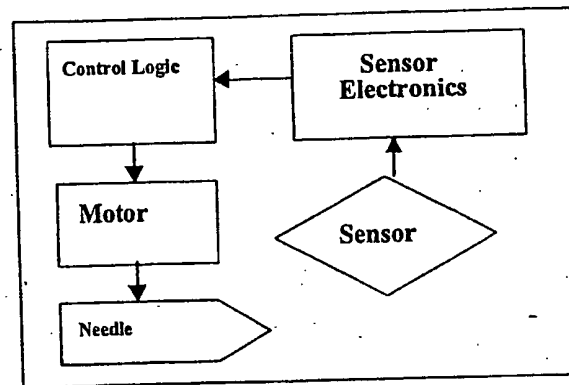 Control Logic
Sensor
Electronics
Motor
Sensor
Needle